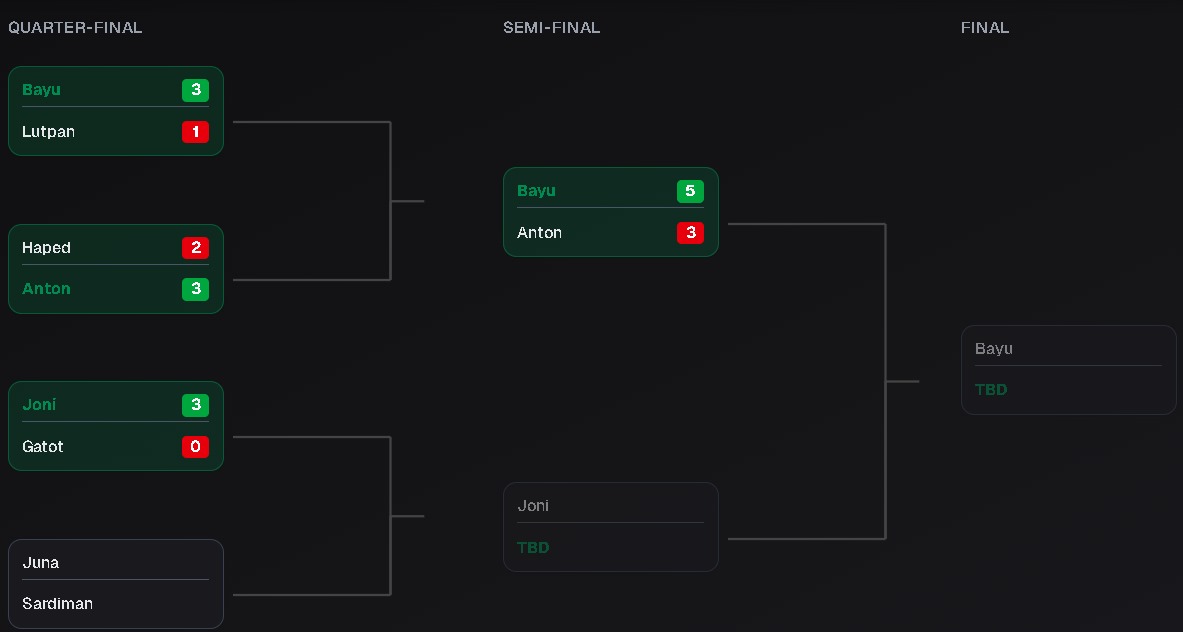 QUARTER-FINAL
Bayu 3
Lutpan 1
Haped 2
Anton 3
Joni 3
Gatot 0
Juna
Sardiman
SEMI-FINAL
Bayu 5
Anton 3
Joni
TBD
FINAL
Bayu
TBD